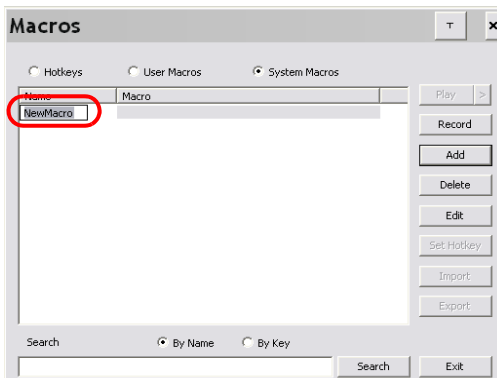 Macros
T
x
Hotkeys User Macros System Macros
Name Macro
NewMacro
Play >
Record
Add
Delete
Edit
Set Hotkey
Import
Export
Search By Name By Key
Search Exit